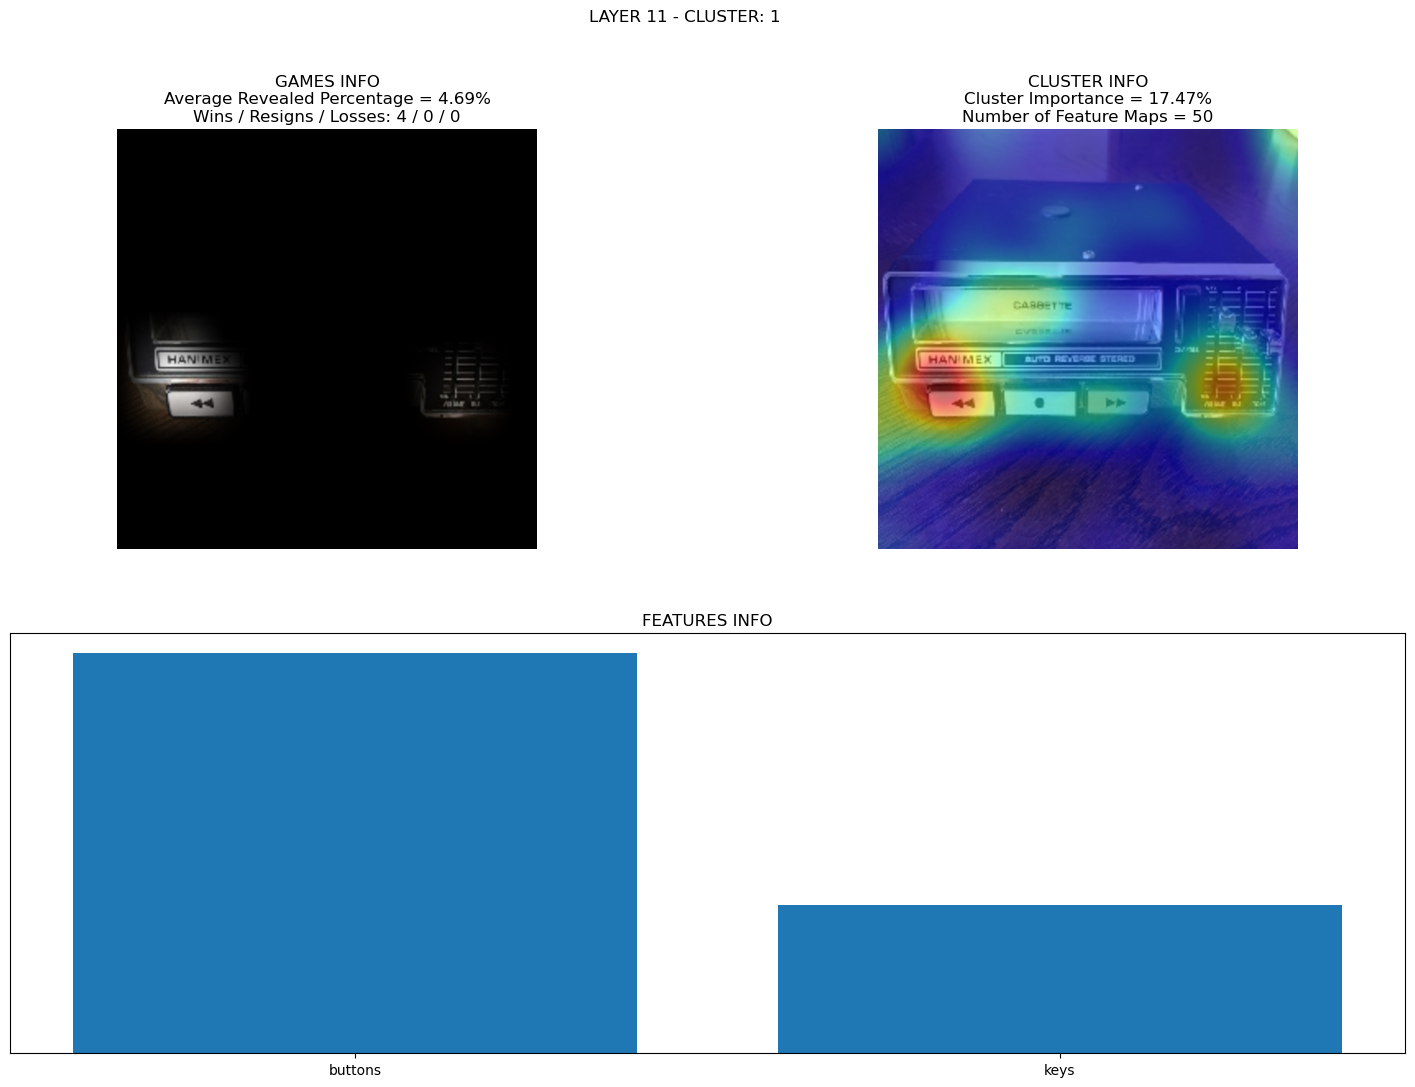 LAYER 11 - CLUSTER: 1
GAMES INFO
Average Revealed Percentage = 4.69%
Wins / Resigns / Losses: 4 / 0 / 0
HANIMEX
CLUSTER INFO
Cluster Importance = 17.47%
Number of Feature Maps = 50
CASSETTE
HANIMEX
AUTO REVERSE STEREO
FEATURES INFO
buttons
keys